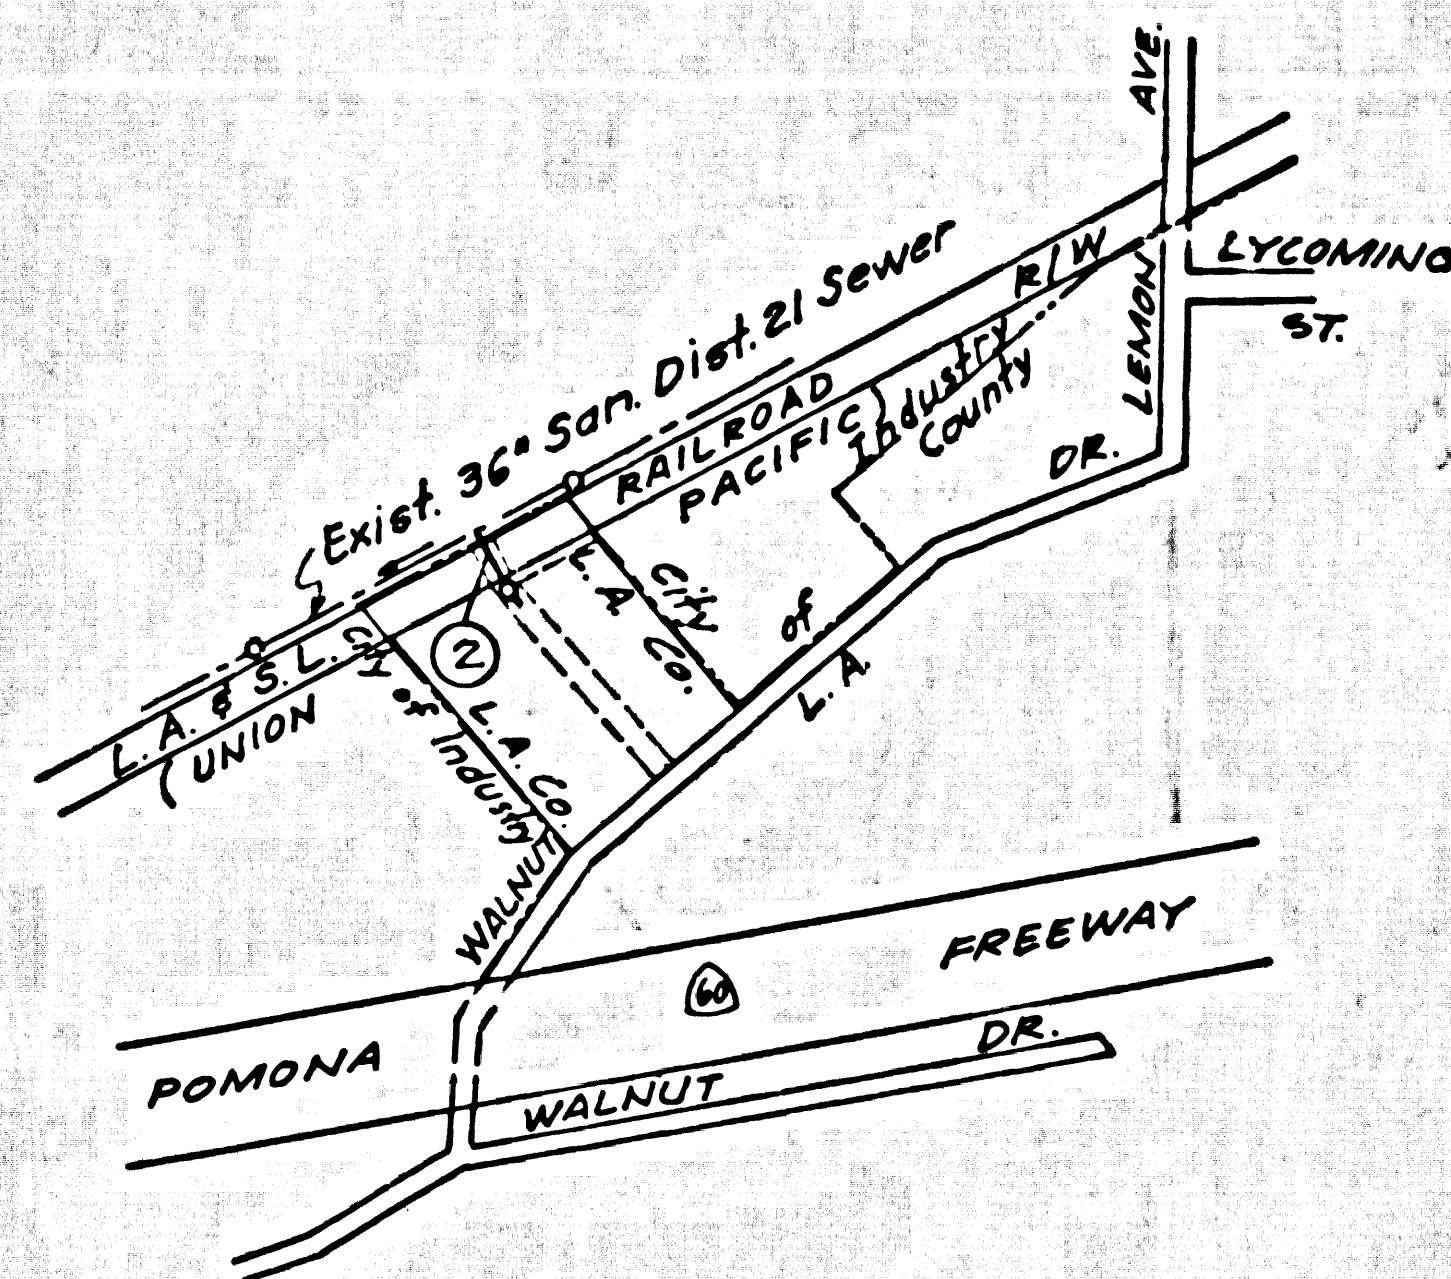 AVE.
LYCOMING
ST.
LEMON
Exist. 36" San. Dist. 21 Sewer
R/W
RAILROAD
PACIFIC
Industry
County
DR.
L. A. & S. L.
UNION
City of Industry
L. A. Co.
2
L. A. Co.
City
of
L. A.
WALNUT
FREEWAY
60
POMONA
WALNUT
DR.